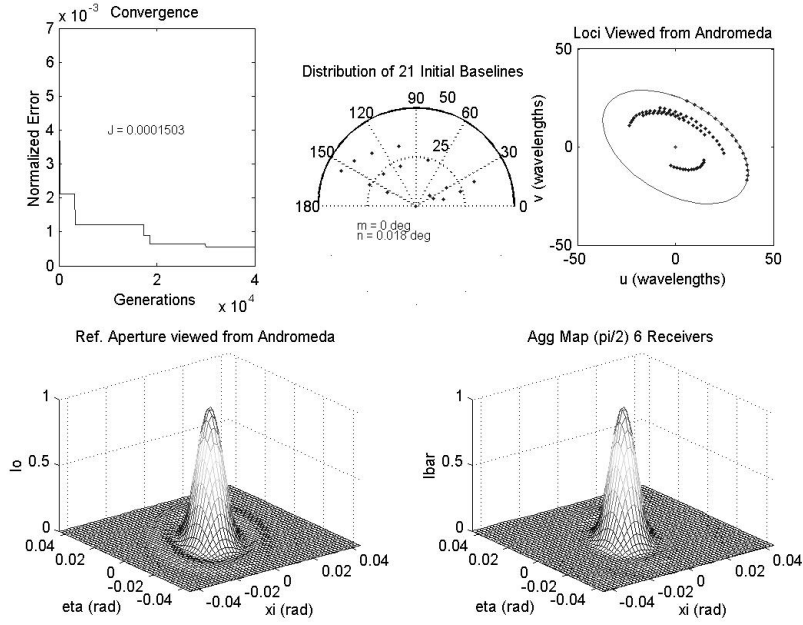 Convergence
x 10
-3
7
6
5
4
3
2
1
0
Normalized Error
J = 0.0001503
0
2
4
Generations
x 10
4
Distribution of 21 Initial Baselines
90
50
120
60
150
25
30
180
0
m = 0 deg
n = 0.018 deg
Loci Viewed from Andromeda
50
0
-50
v (wavelengths)
-50
0
50
u (wavelengths)
Ref. Aperture viewed from Andromeda
1
0.5
0
Io
0.04
0.02
0
-0.02
-0.04
eta (rad)
-0.04
-0.02
0
0.02
0.04
xi (rad)
Agg Map (pi/2) 6 Receivers
1
0.5
0
Ibar
0.04
0.02
0
-0.02
-0.04
eta (rad)
-0.04
-0.02
0
0.02
0.04
xi (rad)